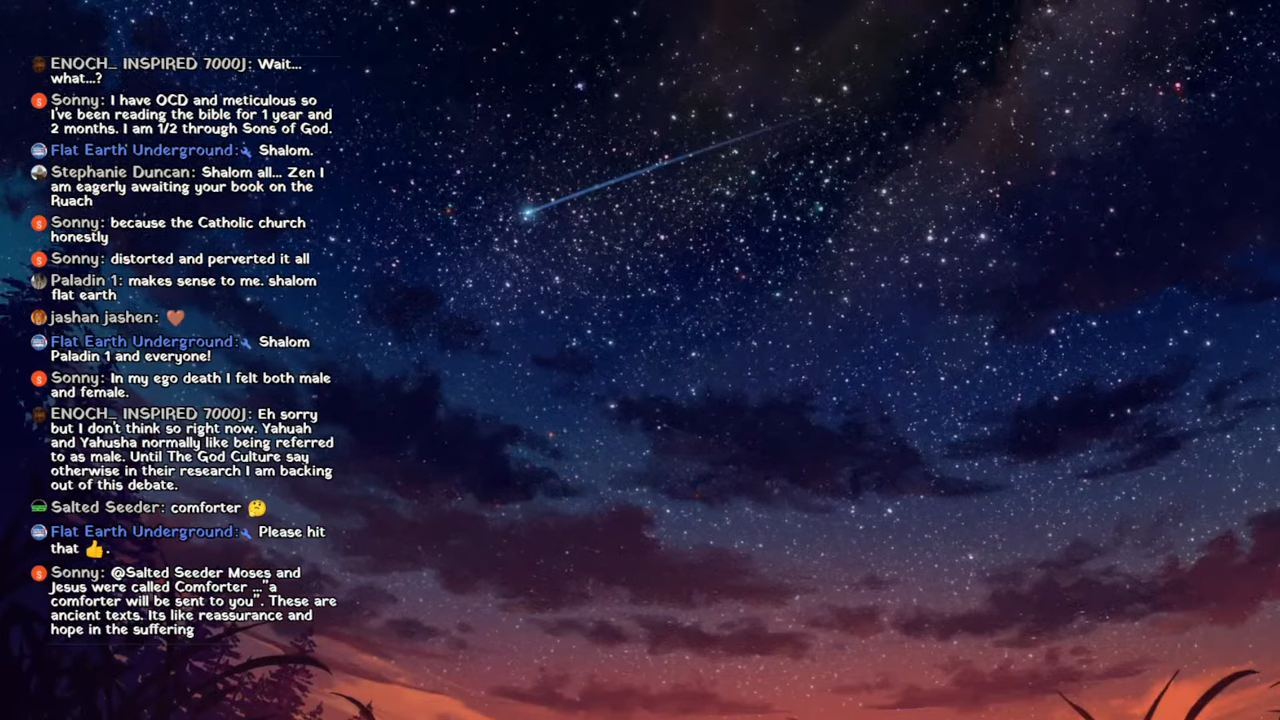 ENOCH_ INSPIRED 7000J: Wait...
what...?
Sonny: I have OCD and meticulous so
I've been reading the bible for 1 year and
2 months. I am 1/2 through Sons of God.
Flat Earth Underground: Shalom.
Stephanie Duncan: Shalom all... Zen I
am eagerly awaiting your book on the
Ruach
Sonny: because the Catholic church
honestly
Sonny: distorted and perverted it all
Paladin 1: makes sense to me. shalom
flat earth
jashan jashen: 🤎
Flat Earth Underground: Shalom
Paladin 1 and everyone!
Sonny: In my ego death I felt both male
and female.
ENOCH_ INSPIRED 7000J: Eh sorry
but I don't think so right now. Yahuah
and Yahusha normally like being referred
to as male. Until The God Culture say
otherwise in their research I am backing
out of this debate.
Salted Seeder: comforter 🤔
Flat Earth Underground: Please hit
that 👍.
Sonny: @Salted Seeder Moses and
Jesus were called Comforter ..."a
comforter will be sent to you". These are
ancient texts. Its like reassurance and
hope in the suffering